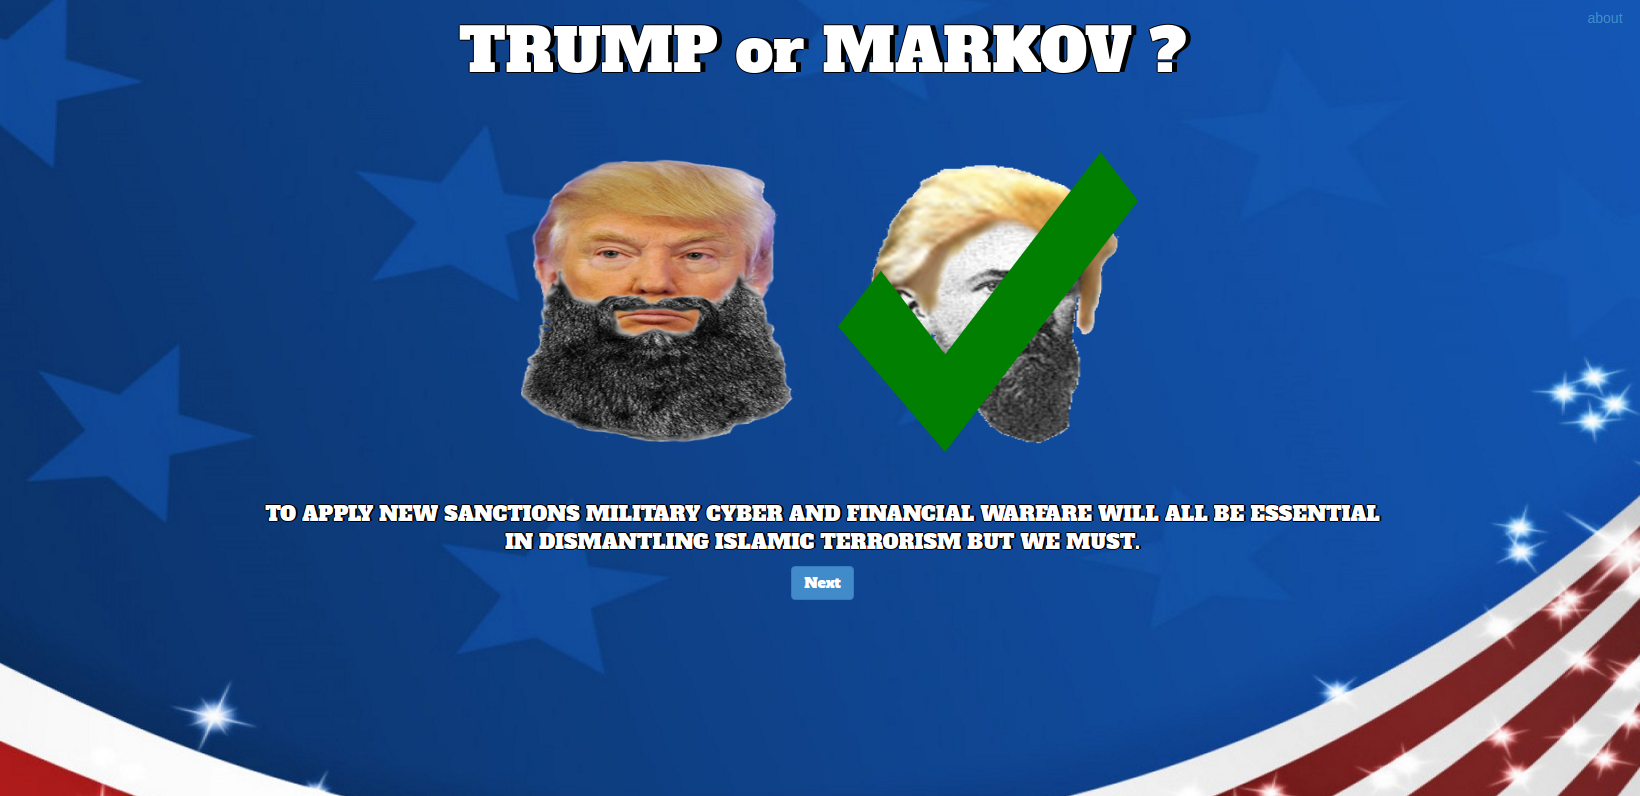 about
TRUMP or MARKOV ?
TO APPLY NEW SANCTIONS MILITARY CYBER AND FINANCIAL WARFARE WILL ALL BE ESSENTIAL
IN DISMANTLING ISLAMIC TERRORISM BUT WE MUST.
Next